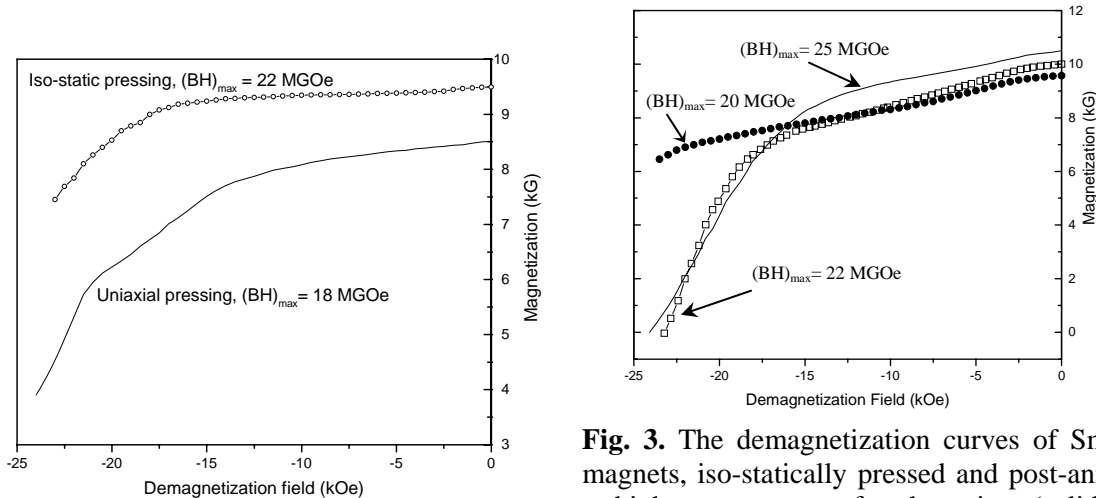 10
Iso-static pressing, (BH)max = 22 MGOe
9
8
7
6
Uniaxial pressing, (BH)max= 18 MGOe
5
4
3
Magnetization (kG)
-25 -20 -15 -10 -5 0
Demagnetization field (kOe)
12
(BH)max= 25 MGOe
10
(BH)max= 20 MGOe
8
6
4
(BH)max= 22 MGOe
2
0
Magnetization (kG)
-25 -20 -15 -10 -5 0
Demagnetization Field (kOe)
Fig. 3. The demagnetization curves of Sm
magnets, iso-statically pressed and post-ann